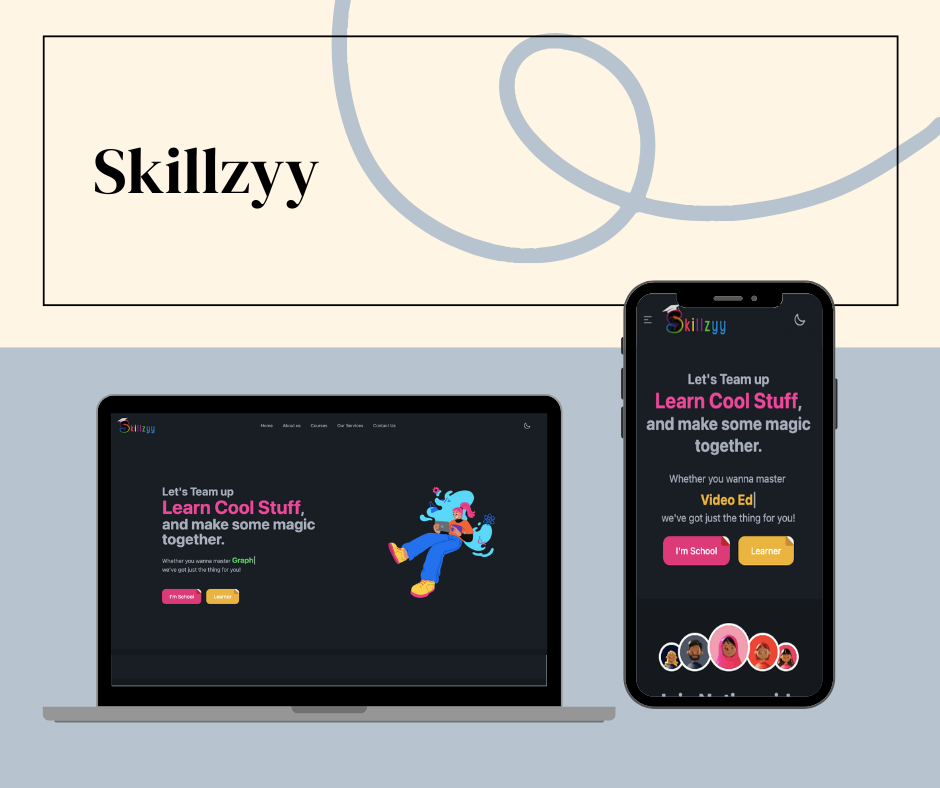 Skillzyy
Skillzyy
Home About us Courses Our Services Contact Us
Let's Team up
Learn Cool Stuff,
and make some magic
together.
Whether you wanna master Graph|
we've got just the thing for you!
I'm School Learner
Skillzyy
Let's Team up
Learn Cool Stuff,
and make some magic
together.
Whether you wanna master
Video Ed|
we've got just the thing for you!
I'm School Learner